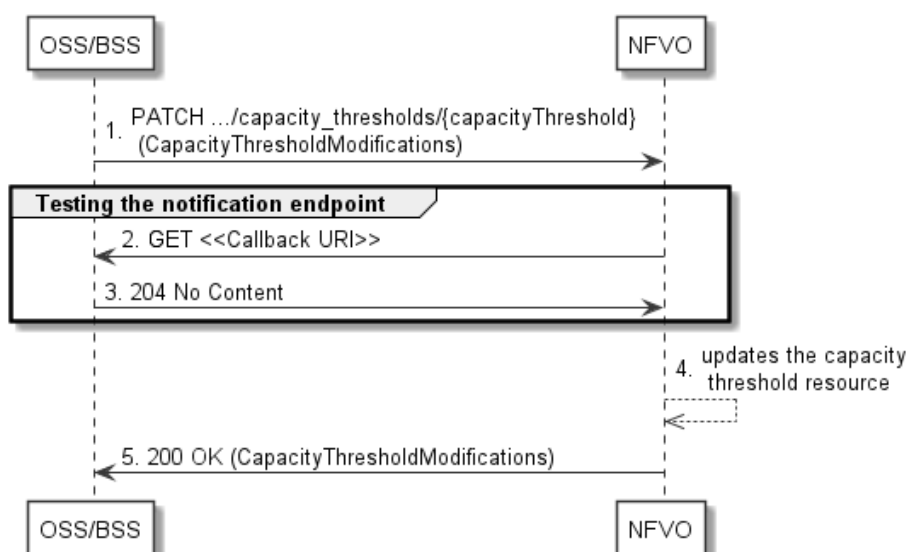 OSS/BSS
NFVO
1. PATCH .../capacity_thresholds/{capacityThreshold}
(CapacityThresholdModifications)
Testing the notification endpoint
2. GET <<Callback URI>>
3. 204 No Content
4. updates the capacity
threshold resource
5. 200 OK (CapacityThresholdModifications)
OSS/BSS
NFVO